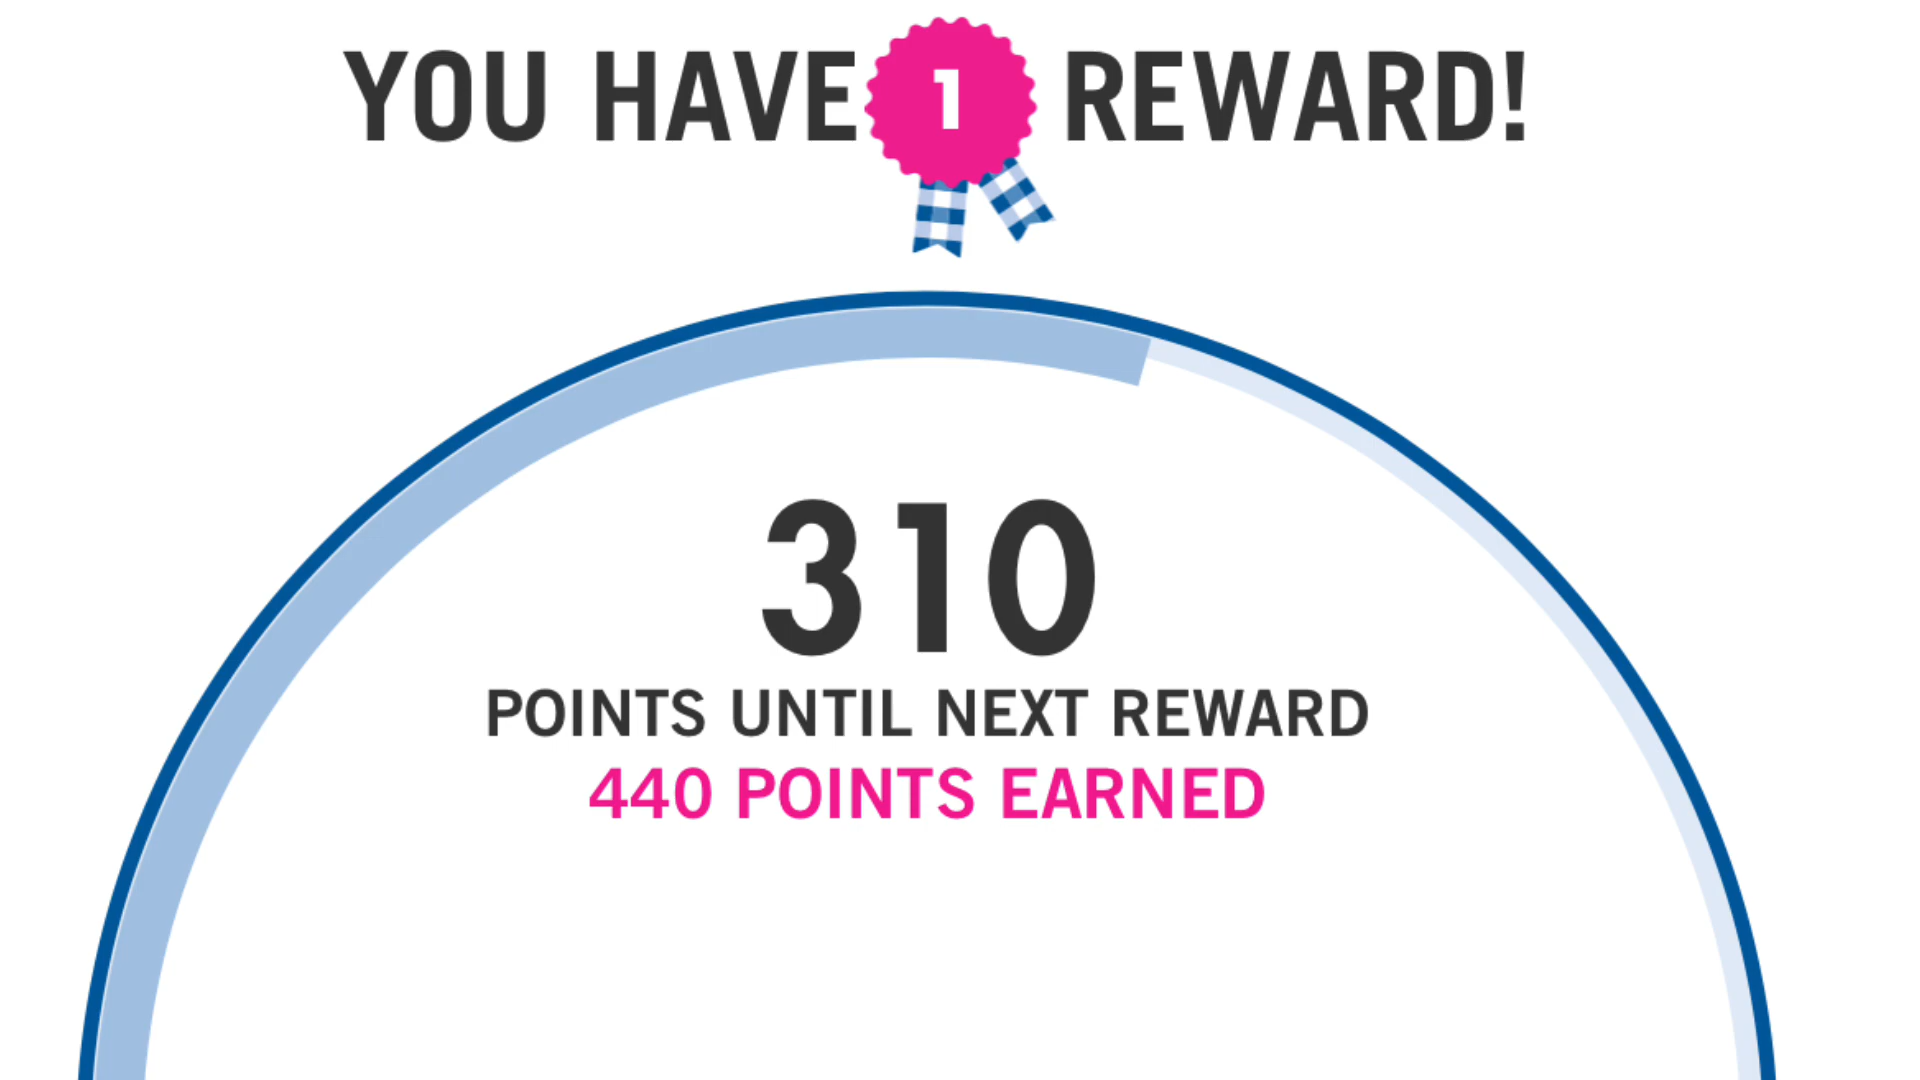 YOU HAVE 1 REWARD!
310
POINTS UNTIL NEXT REWARD
440 POINTS EARNED